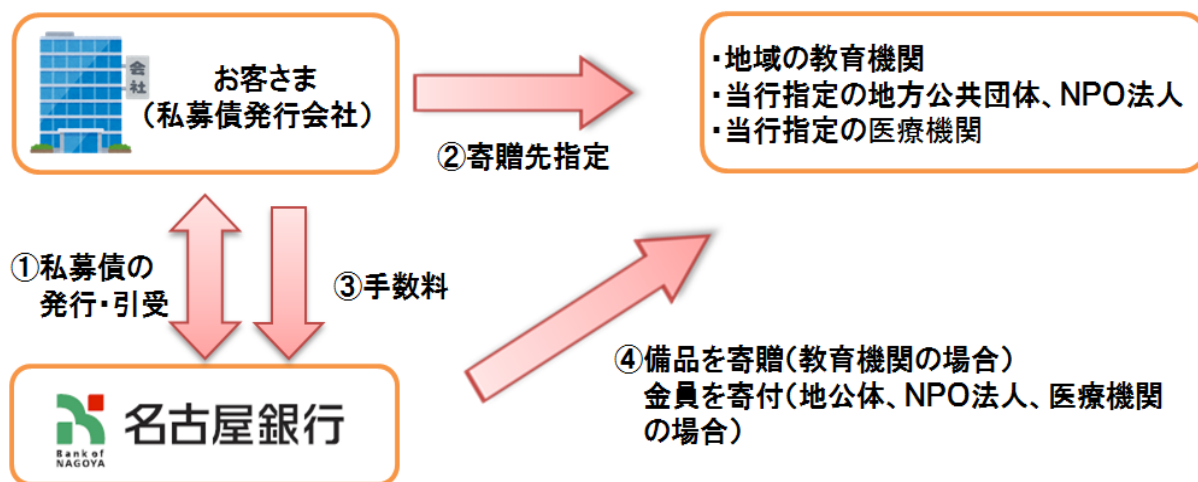 会社
お客さま
（私募債発行会社）
②寄贈先指定
・地域の教育機関
・当行指定の地方公共団体、NPO法人
・当行指定の医療機関
①私募債の
発行・引受
③手数料
④備品を寄贈（教育機関の場合）
金員を寄付（地公体、NPO法人、医療機関
の場合）
Bank of
NAGOYA
名古屋銀行